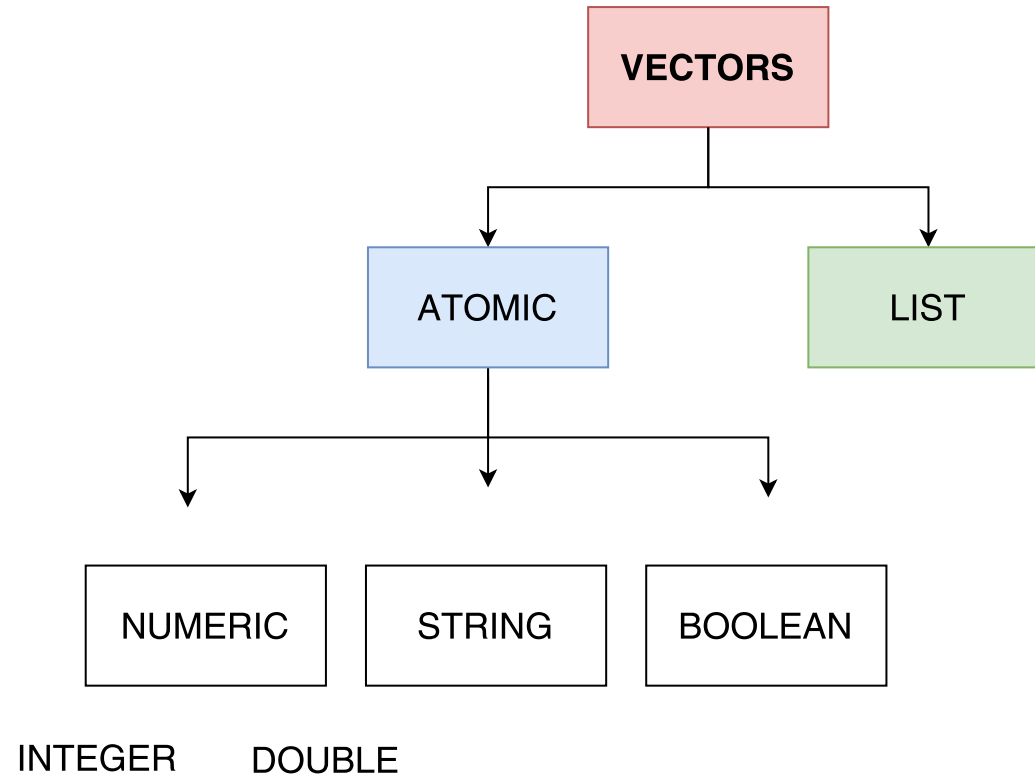 VECTORS
ATOMIC
LIST
NUMERIC
STRING
BOOLEAN
INTEGER
DOUBLE